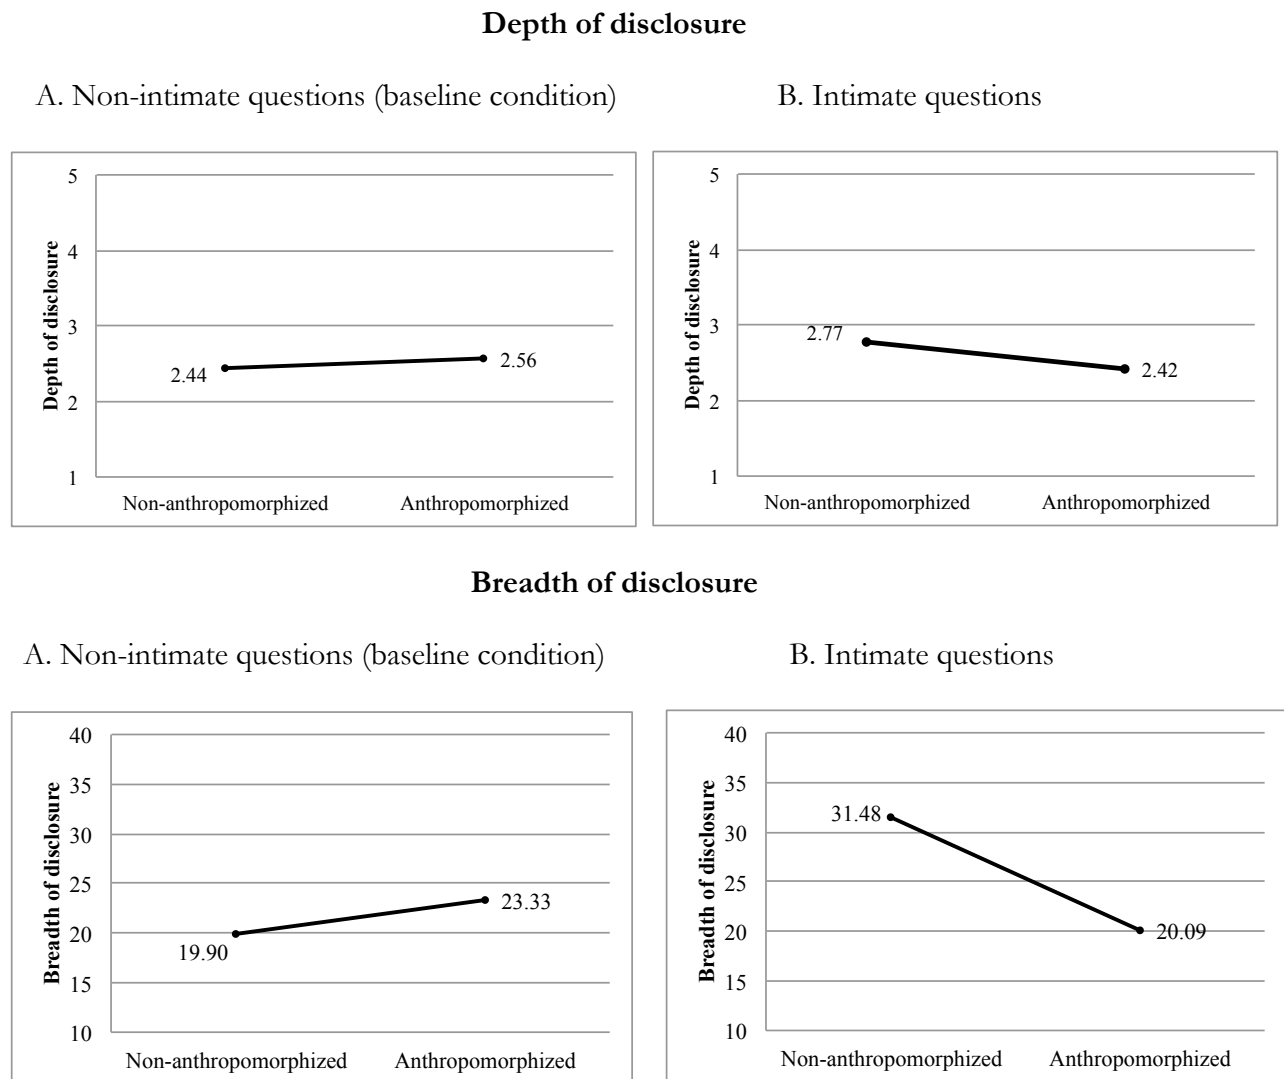 Depth of disclosure
A. Non-intimate questions (baseline condition)
B. Intimate questions
5
4
3
2
1
Depth of disclosure
2.44
2.56
Non-anthropomorphized
Anthropomorphized
5
4
3
2
1
Depth of disclosure
2.77
2.42
Non-anthropomorphized
Anthropomorphized
Breadth of disclosure
A. Non-intimate questions (baseline condition)
B. Intimate questions
40
35
30
25
20
15
10
Breadth of disclosure
19.90
23.33
Non-anthropomorphized
Anthropomorphized
40
35
30
25
20
15
10
Breadth of disclosure
31.48
20.09
Non-anthropomorphized
Anthropomorphized